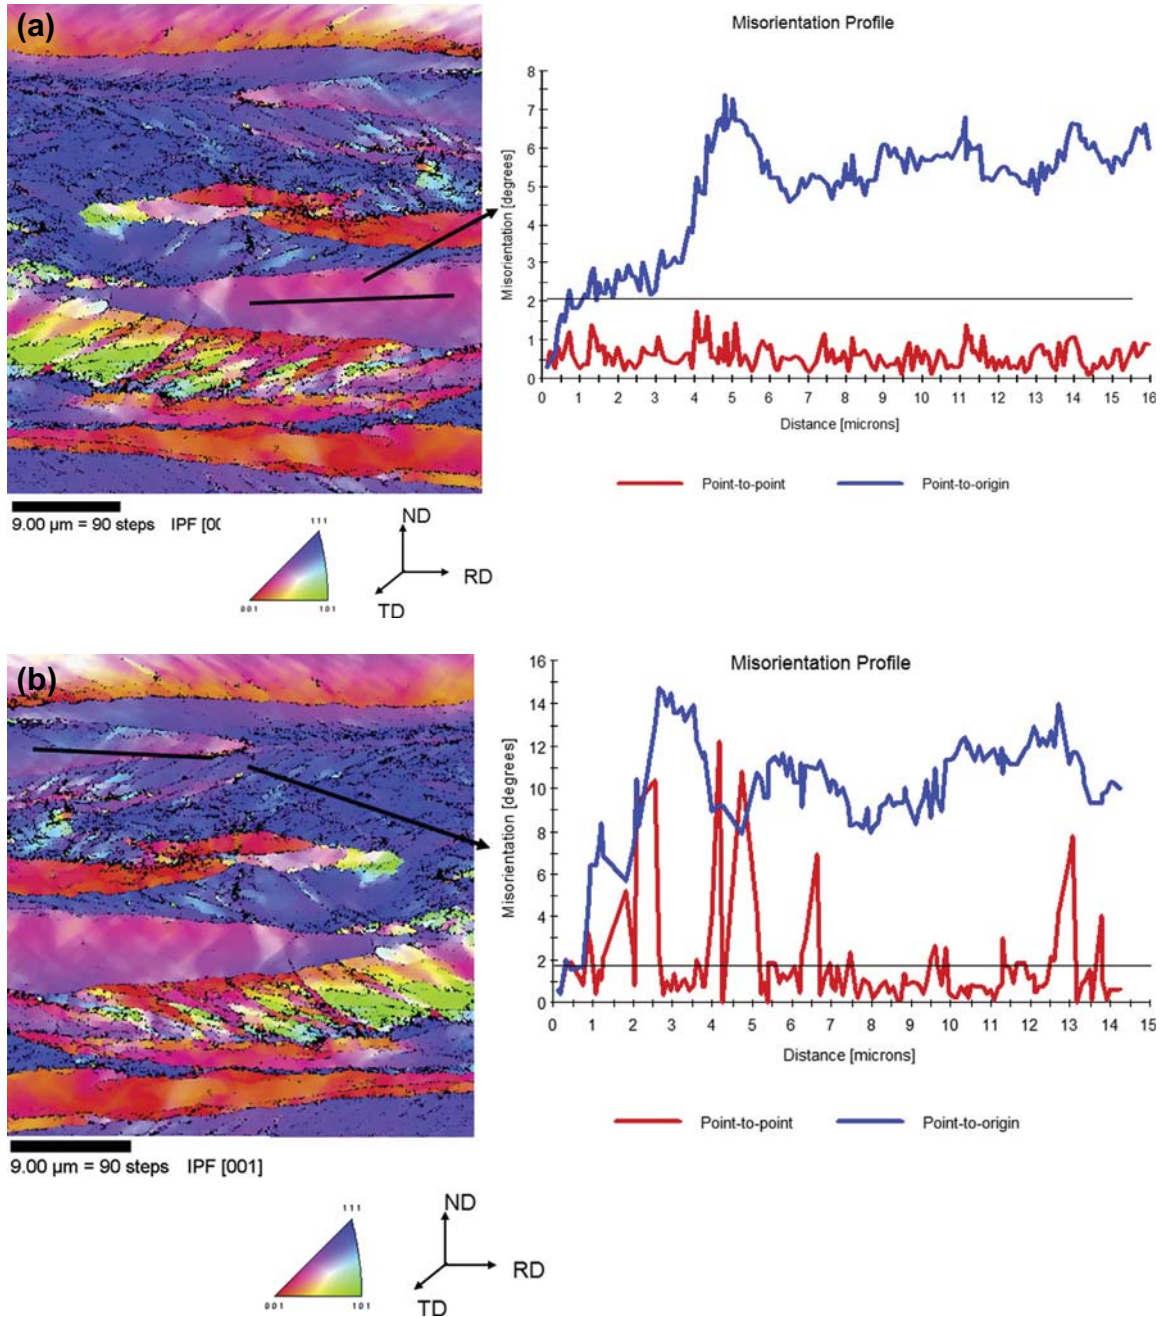 (a)
Misorientation Profile
Misorientation [degrees]
8
7
6
5
4
3
2
1
0
0 1 2 3 4 5 6 7 8 9 10 11 12 13 14 15 16
Distance [microns]
Point-to-point Point-to-origin
9.00 µm = 90 steps IPF [00
111
001 101
ND
RD
TD
(b)
Misorientation Profile
Misorientation [degrees]
16
14
12
10
8
6
4
2
0
0 1 2 3 4 5 6 7 8 9 10 11 12 13 14 15
Distance [microns]
Point-to-point Point-to-origin
9.00 µm = 90 steps IPF [001]
111
001 101
ND
RD
TD